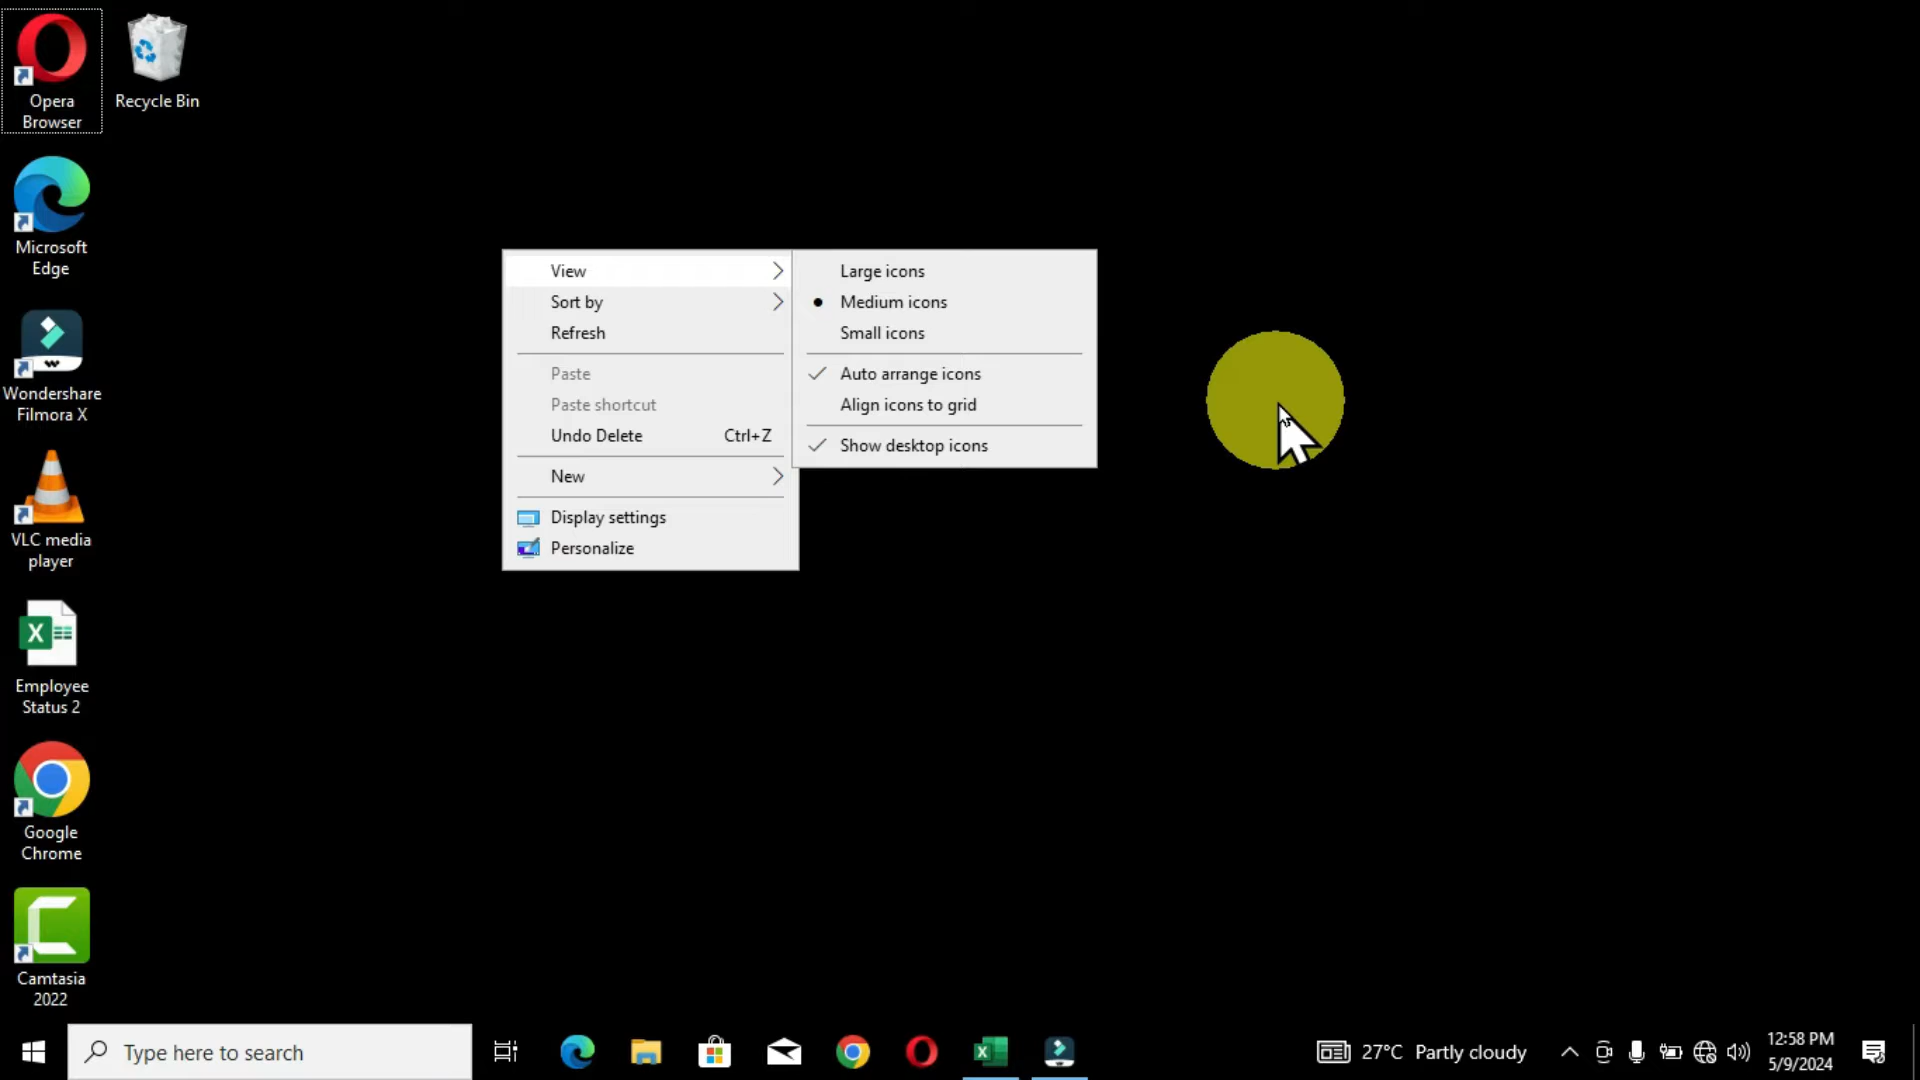 Opera
Browser
Recycle Bin
Microsoft
Edge
Wondershare
Filmora X
VLC media
player
Employee
Status 2
Google
Chrome
Camtasia
2022
View
Sort by
Refresh
Paste
Paste shortcut
Undo Delete Ctrl+Z
New
Display settings
Personalize
Large icons
Medium icons
Small icons
Auto arrange icons
Align icons to grid
Show desktop icons
Type here to search
27°C Partly cloudy
12:58 PM
5/9/2024